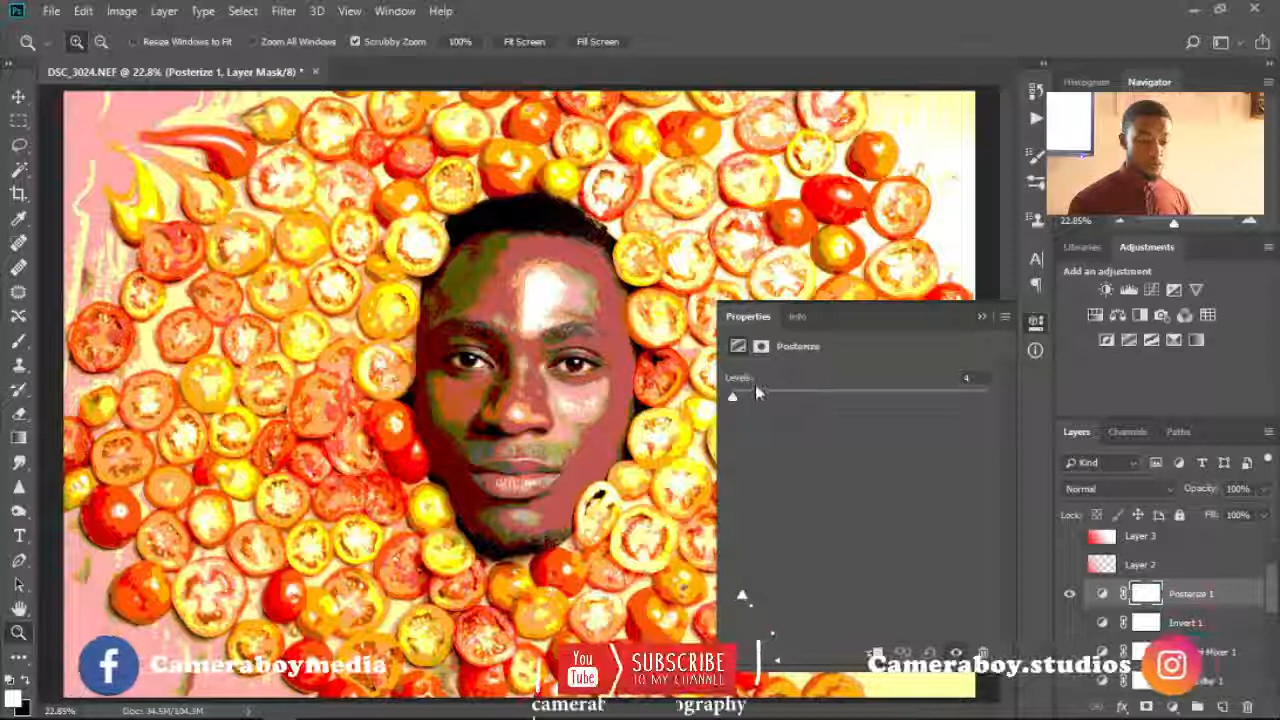 Ps File Edit Image Layer Type Select Filter 3D View Window Help
Resize Windows to Fit Zoom All Windows Scrubby Zoom 100% Fit Screen Fill Screen
DSC_3024.NEF @ 22.8% (Posterize 1, Layer Mask/8) * ×
Histogram Navigator
22.85%
Libraries Adjustments
Add an adjustment
Properties Info
Posterize
Levels: 4
Layers Channels Paths
Kind
Normal Opacity: 100%
Lock: Fill: 100%
Layer 3
Layer 2
Posterize 1
Invert 1
Mixer 1
Cameraboymedia
You Tube
SUBSCRIBE
TO MY CHANNEL
Cameraboy.studios
camerab ography
22.85% Doc: 34.5M/104.3M